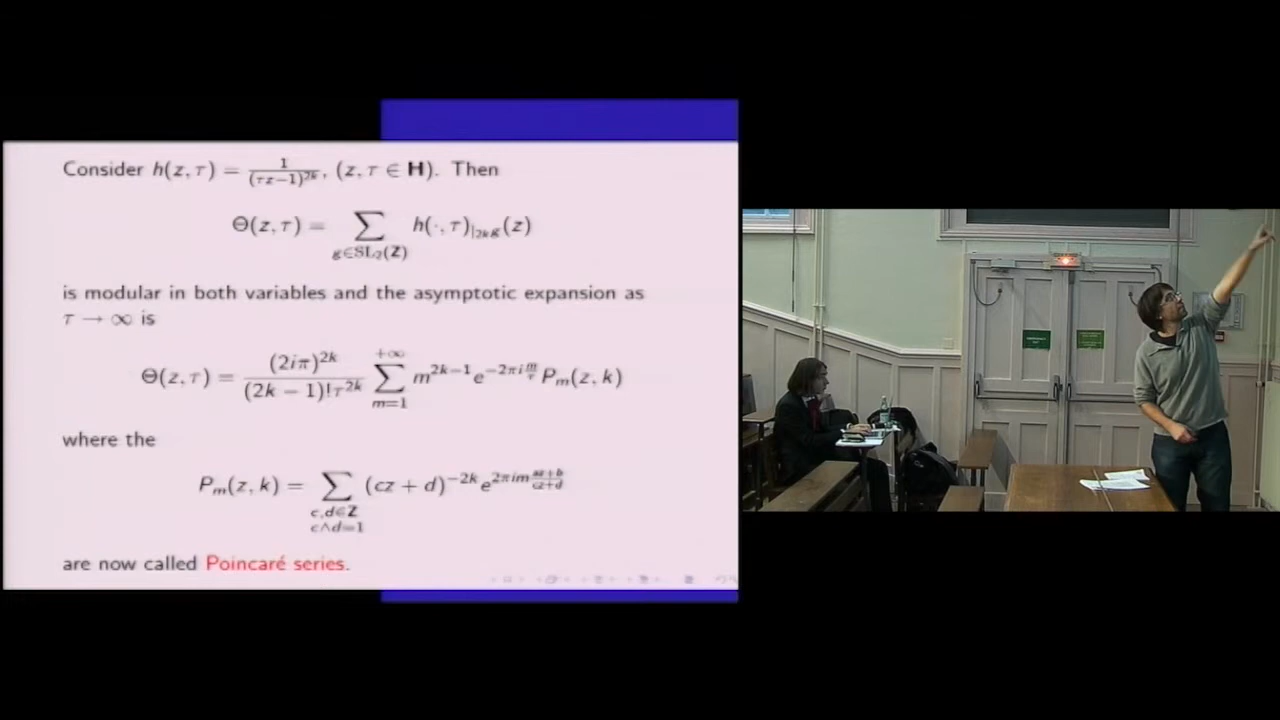 Consider h(z, τ) = 1/(τz−1)^{2k}, (z, τ ∈ H). Then
Θ(z, τ) = ∑_{g∈SL₂(Z)} h(·, τ)_{|₂ₖg}(z)
is modular in both variables and the asymptotic expansion as
τ → ∞ is
Θ(z, τ) = (2iπ)^{2k}/((2k − 1)!τ^{2k}) ∑_{m=1}^{+∞} m^{2k−1} e^{−2πi m/τ} P_m(z, k)
where the
P_m(z, k) = ∑_{c,d∈Z, c∧d=1} (cz + d)^{−2k} e^{2πim (az+b)/(cz+d)}
are now called Poincaré series.